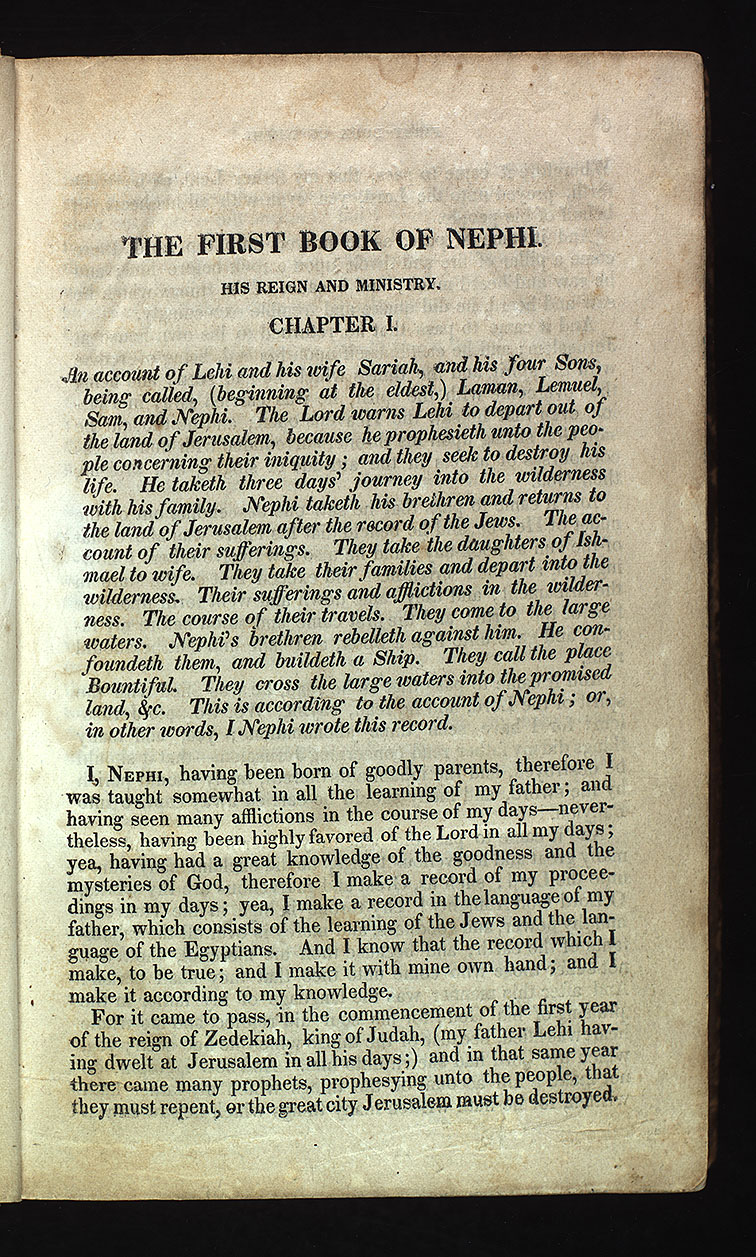 THE FIRST BOOK OF NEPHI.
HIS REIGN AND MINISTRY.
CHAPTER I.
An account of Lehi and his wife Sariah, and his four Sons,
being called, (beginning at the eldest,) Laman, Lemuel,
Sam, and Nephi. The Lord warns Lehi to depart out of
the land of Jerusalem, because he prophesieth unto the peo-
ple concerning their iniquity; and they seek to destroy his
life. He taketh three days' journey into the wilderness
with his family. Nephi taketh his brethren and returns to
the land of Jerusalem after the record of the Jews. The ac-
count of their sufferings. They take the daughters of Ish-
mael to wife. They take their families and depart into the
wilderness. Their sufferings and afflictions in the wilder-
ness. The course of their travels. They come to the large
waters. Nephi's brethren rebelleth against him. He con-
foundeth them, and buildeth a Ship. They call the place
Bountiful. They cross the large waters into the promised
land, &c. This is according to the account of Nephi; or,
in other words, I Nephi wrote this record.
I, NEPHI, having been born of goodly parents, therefore I
was taught somewhat in all the learning of my father; and
having seen many afflictions in the course of my days—never-
theless, having been highly favored of the Lord in all my days;
yea, having had a great knowledge of the goodness and the
mysteries of God, therefore I make a record of my procee-
dings in my days; yea, I make a record in the language of my
father, which consists of the learning of the Jews and the lan-
guage of the Egyptians. And I know that the record which I
make, to be true; and I make it with mine own hand; and I
make it according to my knowledge.
For it came to pass, in the commencement of the first year
of the reign of Zedekiah, king of Judah, (my father Lehi hav-
ing dwelt at Jerusalem in all his days;) and in that same year
there came many prophets, prophesying unto the people, that
they must repent, or the great city Jerusalem must be destroyed.